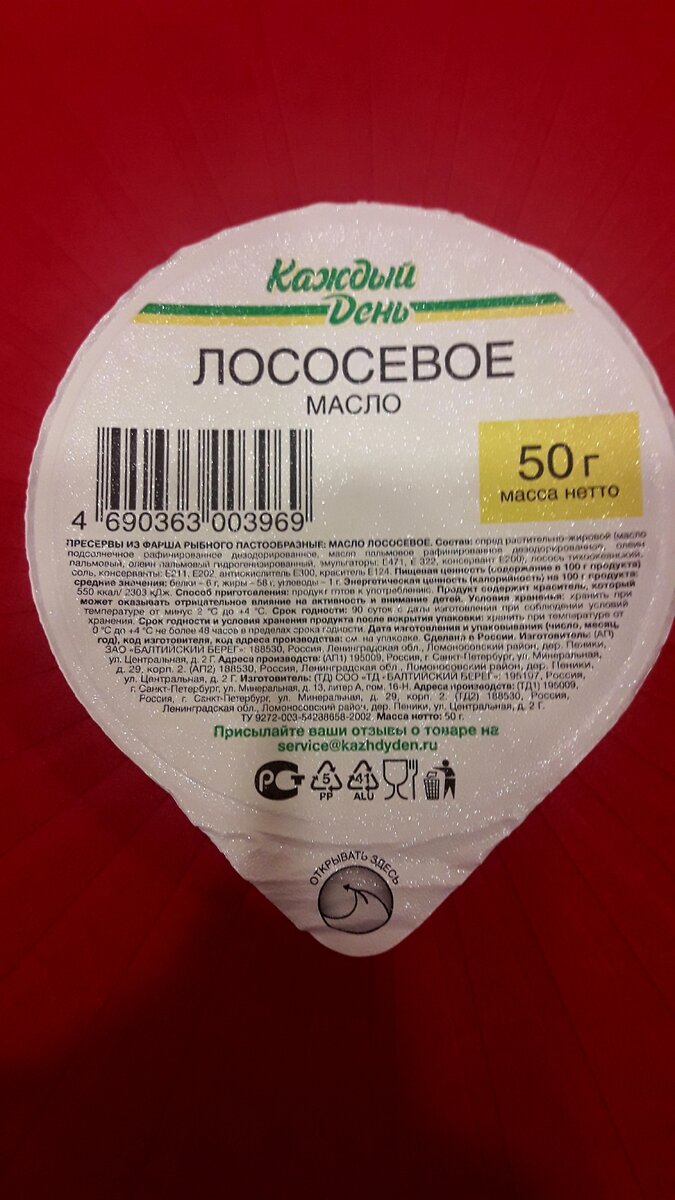 Каждый
День
ЛОСОСЕВОЕ
МАСЛО
4 690363 003969
50 г
масса нетто
ПРЕСЕРВЫ ИЗ ФАРША РЫБНОГО ПАСТООБРАЗНЫЕ: МАСЛО ЛОСОСЕВОЕ. Состав: спред растительно-жировой (масло
подсолнечное рафинированное дезодорированное, масло пальмовое рафинированное дезодорированное, олеин
пальмовый, олеин пальмовый гидрогенизированный, эмульгаторы: Е471, Е 322, консервант Е200), лосось тихоокеанский,
соль, консерванты: Е211, Е202, антиокислитель Е300, краситель Е124. Пищевая ценность (содержание в 100 г продукта)
средние значения: белки – 6 г, жиры – 58 г, углеводы – 1 г. Энергетическая ценность (калорийность) на 100 г продукта:
550 ккал/ 2303 кДж. Способ приготовления: продукт готов к употреблению. Продукт содержит краситель, который
может оказывать отрицательное влияние на активность и внимание детей. Условия хранения: хранить при
температуре от минус 2 °С до +4 °С. Срок годности: 90 суток с даты изготовления при соблюдении условий
хранения. Срок годности и условия хранения продукта после вскрытия упаковки: хранить при температуре от
0 °С до +4 °С не более 48 часов в пределах срока годности. Дата изготовления и упаковывания (число, месяц,
год), код изготовителя, код адреса производства: см. на упаковке. Сделано в России. Изготовитель: (АП)
ЗАО «БАЛТИЙСКИЙ БЕРЕГ»: 188530, Россия, Ленинградская обл., Ломоносовский район, дер. Пеники,
ул. Центральная, д. 2 Г. Адреса производств: (АП1) 195009, Россия, г. Санкт-Петербург, ул. Минеральная,
д. 29, корп. 2. (АП2) 188530, Россия, Ленинградская обл., Ломоносовский район, дер. Пеники,
ул. Центральная, д. 2 Г. Изготовитель: (ТД) ООО «ТД «БАЛТИЙСКИЙ БЕРЕГ»: 195197, Россия,
г. Санкт-Петербург, ул. Минеральная, д. 13, литер А, пом. 16-Н. Адреса производств: (ТД1) 195009,
Россия, г. Санкт-Петербург, ул. Минеральная, д. 29, корп. 2. (ТД2) 188530, Россия,
Ленинградская обл., Ломоносовский район, дер. Пеники, ул. Центральная, д. 2 Г.
ТУ 9272-003-54238658-2002. Масса нетто: 50 г.
Присылайте ваши отзывы о товаре на
service@kazhdyden.ru
РСТ 5 41
PP ALU
ОТКРЫВАТЬ ЗДЕСЬ